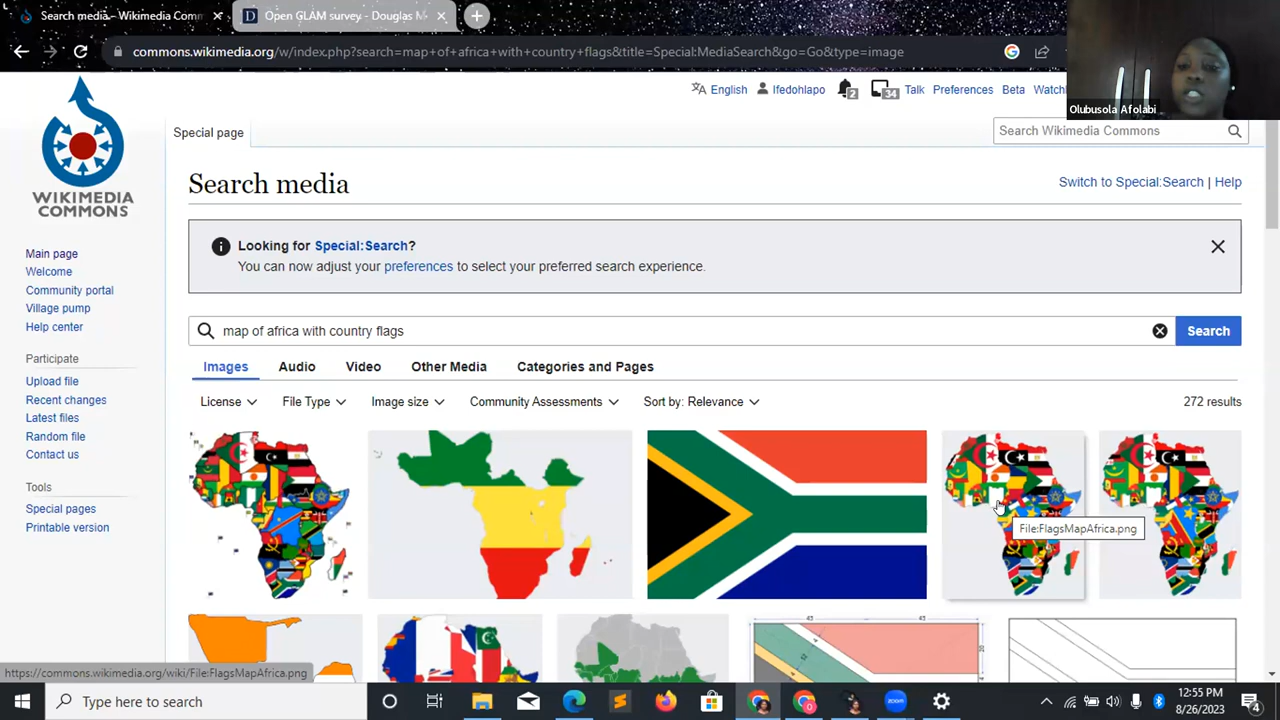 Search media - Wikimedia Com
Open GLAM survey - Douglas M
commons.wikimedia.org/w/index.php?search=map+of+africa+with+country+flags&title=Special:MediaSearch&go=Go&type=image
English
Ifedohlapo
2
34
Talk
Preferences
Beta
Watchl
Olubusola Afolabi
Special page
Search Wikimedia Commons
WIKIMEDIA
COMMONS
Search media
Switch to Special:Search | Help
Looking for Special:Search?
You can now adjust your preferences to select your preferred search experience.
Main page
Welcome
Community portal
Village pump
Help center
map of africa with country flags
Search
Participate
Upload file
Recent changes
Latest files
Random file
Contact us
Images
Audio
Video
Other Media
Categories and Pages
License
File Type
Image size
Community Assessments
Sort by: Relevance
272 results
Tools
Special pages
Printable version
File:FlagsMapAfrica.png
https://commons.wikimedia.org/wiki/File:FlagsMapAfrica.png
Type here to search
zoom
12:55 PM
8/26/2023
4